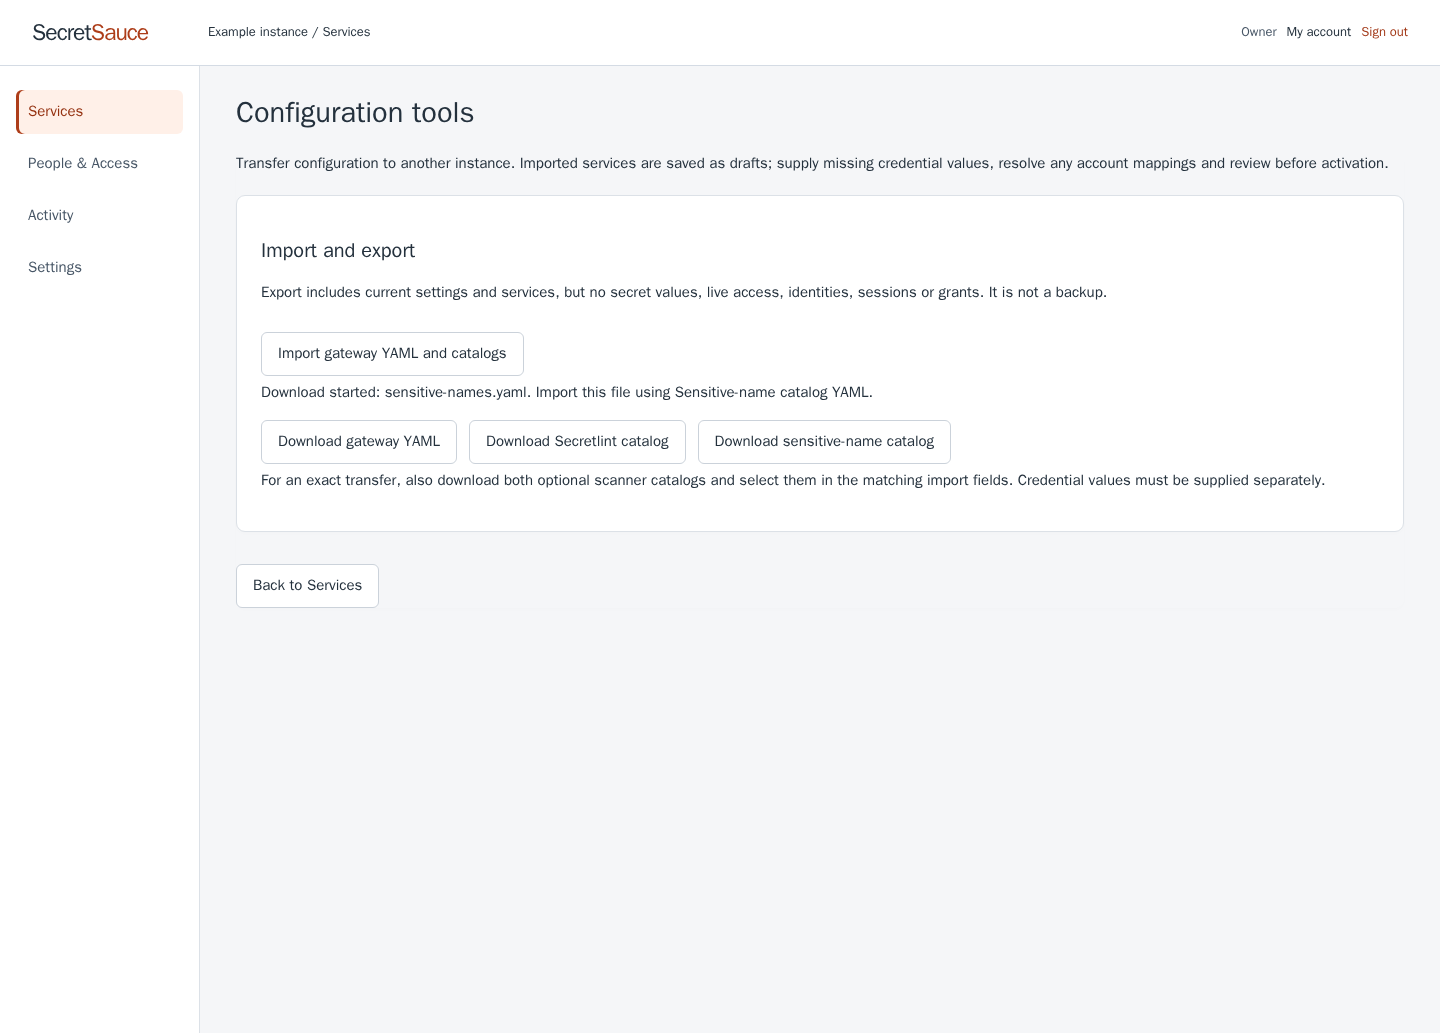 SecretSauce
Example instance / Services
Owner My account Sign out
Services
People & Access
Activity
Settings
Configuration tools
Transfer configuration to another instance. Imported services are saved as drafts; supply missing credential values, resolve any account mappings and review before activation.
Import and export
Export includes current settings and services, but no secret values, live access, identities, sessions or grants. It is not a backup.
Import gateway YAML and catalogs
Download started: sensitive-names.yaml. Import this file using Sensitive-name catalog YAML.
Download gateway YAML Download Secretlint catalog Download sensitive-name catalog
For an exact transfer, also download both optional scanner catalogs and select them in the matching import fields. Credential values must be supplied separately.
Back to Services